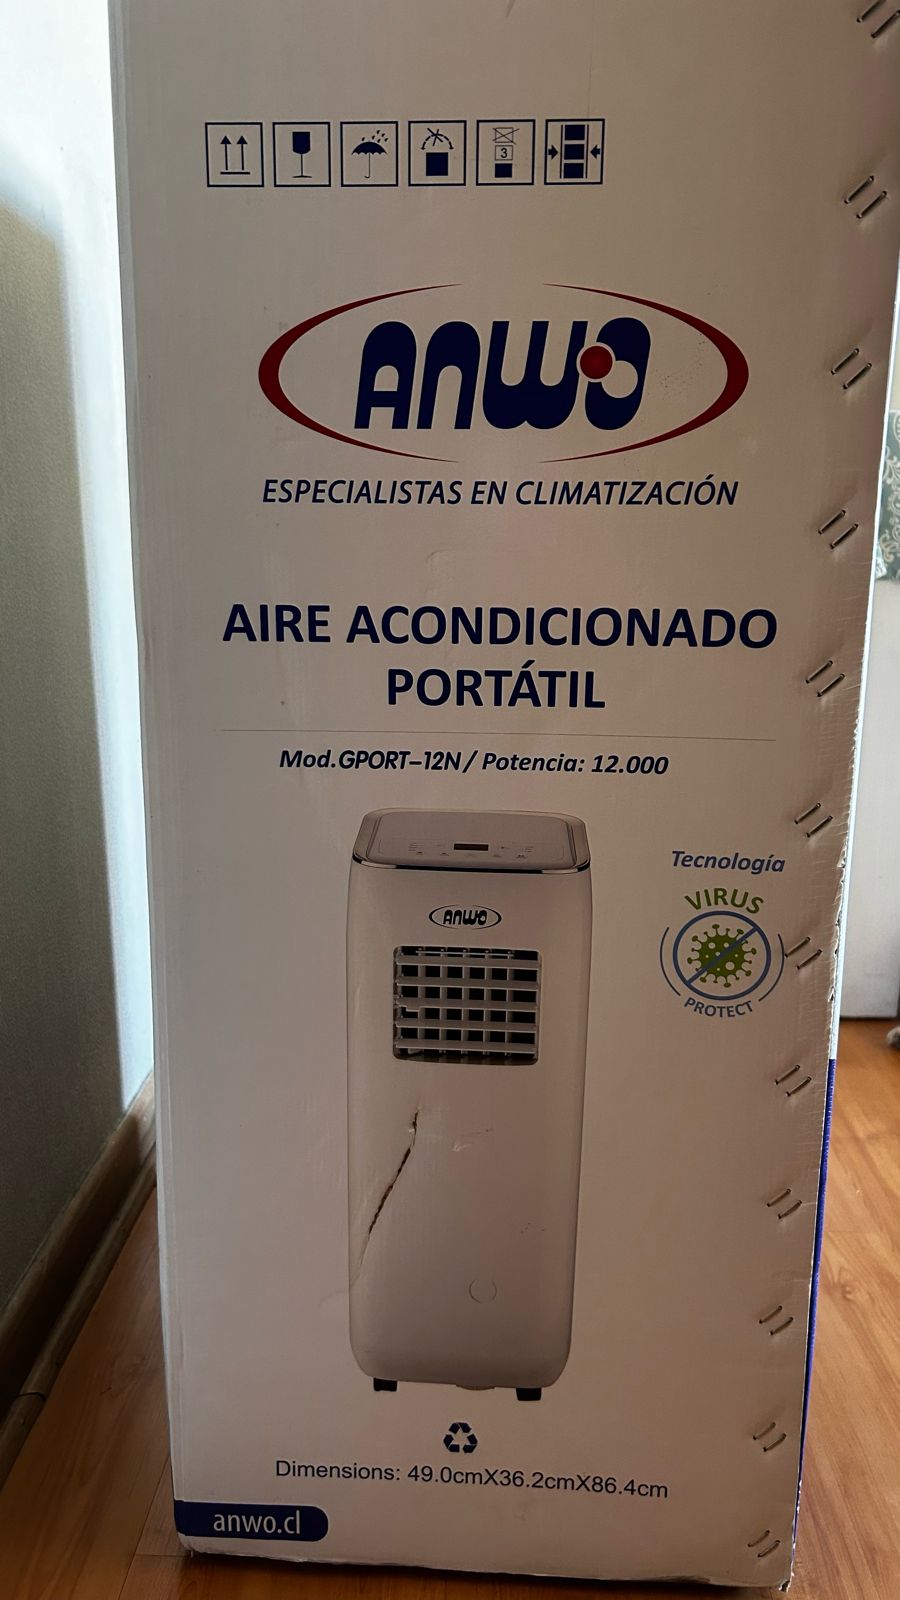 3
ANWO
ESPECIALISTAS EN CLIMATIZACIÓN
AIRE ACONDICIONADO
PORTÁTIL
Mod.GPORT-12N / Potencia: 12.000
Tecnología
VIRUS
PROTECT
ANWO
Dimensions: 49.0cmX36.2cmX86.4cm
anwo.cl